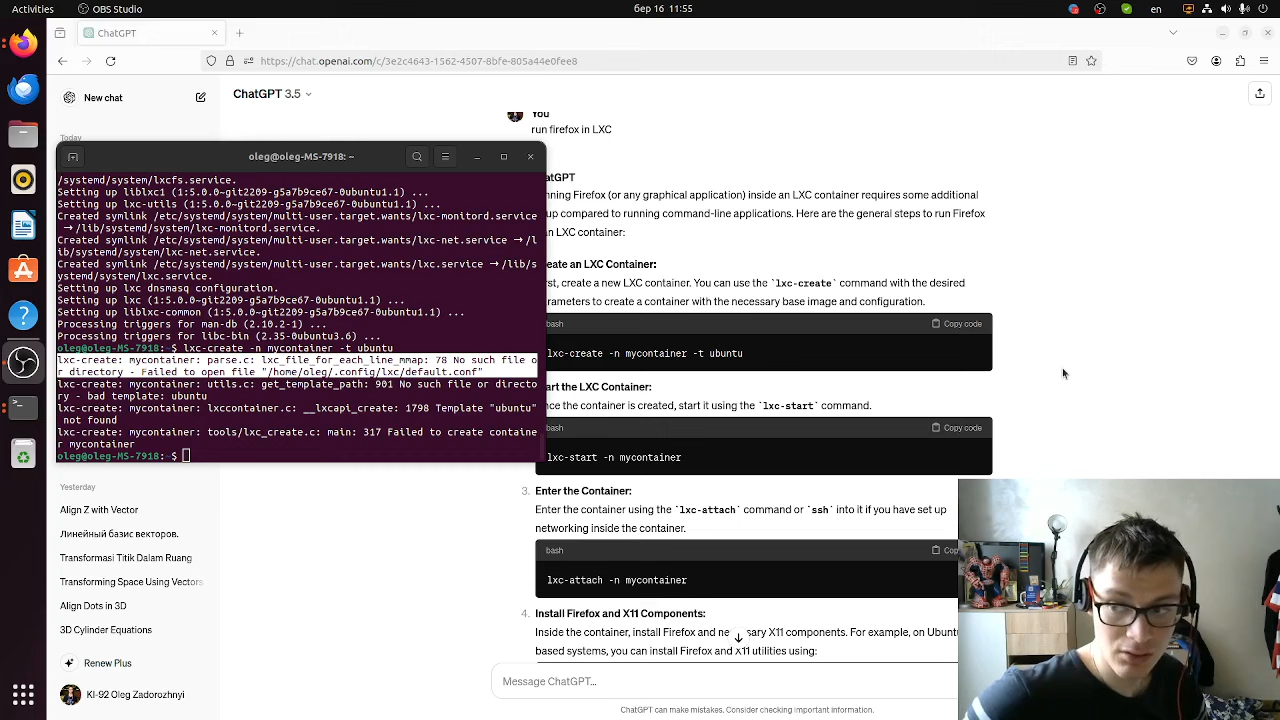 Activities
OBS Studio
бер 16 11:55
en
ChatGPT
https://chat.openai.com/c/3e2c4643-1562-4507-8bfe-805a44e0fee8
New chat
ChatGPT 3.5
Today
You
run firefox in LXC
oleg@oleg-MS-7918: ~
/systemd/system/lxcfs.service.
Setting up liblxc1 (1:5.0.0~git2209-g5a7b9ce67-0ubuntu1.1) ...
Setting up lxc-utils (1:5.0.0~git2209-g5a7b9ce67-0ubuntu1.1) ...
Created symlink /etc/systemd/system/multi-user.target.wants/lxc-monitord.service
→ /lib/systemd/system/lxc-monitord.service.
Created symlink /etc/systemd/system/multi-user.target.wants/lxc-net.service → /l
ib/systemd/system/lxc-net.service.
Created symlink /etc/systemd/system/multi-user.target.wants/lxc.service → /lib/s
ystemd/system/lxc.service.
Setting up lxc dnsmasq configuration.
Setting up lxc (1:5.0.0~git2209-g5a7b9ce67-0ubuntu1.1) ...
Setting up liblxc-common (1:5.0.0~git2209-g5a7b9ce67-0ubuntu1.1) ...
Processing triggers for man-db (2.10.2-1) ...
Processing triggers for libc-bin (2.35-0ubuntu3.6) ...
oleg@oleg-MS-7918:~$ lxc-create -n mycontainer -t ubuntu
lxc-create: mycontainer: parse.c: lxc_file_for_each_line_mmap: 78 No such file o
r directory - Failed to open file "/home/oleg/.config/lxc/default.conf"
lxc-create: mycontainer: utils.c: get_template_path: 901 No such file or directo
ry - bad template: ubuntu
lxc-create: mycontainer: lxccontainer.c: __lxcapi_create: 1798 Template "ubuntu"
not found
lxc-create: mycontainer: tools/lxc_create.c: main: 317 Failed to create containe
r mycontainer
oleg@oleg-MS-7918:~$
atGPT
nning Firefox (or any graphical application) inside an LXC container requires some additional
up compared to running command-line applications. Here are the general steps to run Firefox
an LXC container:
reate an LXC Container:
irst, create a new LXC container. You can use the `lxc-create` command with the desired
arameters to create a container with the necessary base image and configuration.
bash
Copy code
lxc-create -n mycontainer -t ubuntu
tart the LXC Container:
nce the container is created, start it using the `lxc-start` command.
bash
Copy code
lxc-start -n mycontainer
3. Enter the Container:
Enter the container using the `lxc-attach` command or `ssh` into it if you have set up
networking inside the container.
bash
Cop
lxc-attach -n mycontainer
4. Install Firefox and X11 Components:
Inside the container, install Firefox and ne sary X11 components. For example, on Ubuntu
based systems, you can install Firefox and X11 utilities using:
Yesterday
Align Z with Vector
Линейный базис векторов.
Transformasi Titik Dalam Ruang
Transforming Space Using Vectors
Align Dots in 3D
3D Cylinder Equations
Renew Plus
КІ-92 Oleg Zadorozhnyi
Message ChatGPT...
ChatGPT can make mistakes. Consider checking important information.